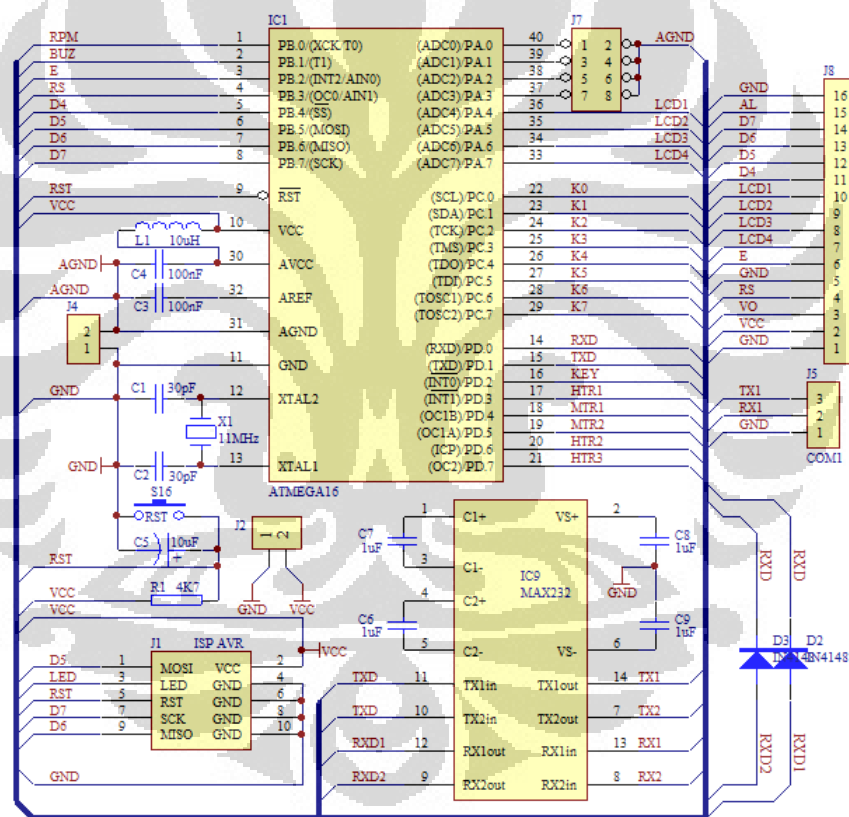 IC1
ATMEGA16
RPM 1 PB.0/(XCK/T0)
BUZ 2 PB.1/(T1)
E 3 PB.2/(INT2/AIN0)
RS 4 PB.3/(OC0/AIN1)
D4 5 PB.4/(SS)
D5 6 PB.5/(MOSI)
D6 7 PB.6/(MISO)
D7 8 PB.7/(SCK)
RST 9 RST
VCC 10 VCC
L1 10uH
AGND 30 AVCC
C4 100nF
AGND 32 AREF
C3 100nF
J4
2
1
31 AGND
11 GND
GND C1 30pF 12 XTAL2
X1
11MHz
GND 13 XTAL1
C2 30pF
S16
RST
C5 10uF
RST
R1 4K7
VCC
VCC
(ADC0)/PA.0 40
(ADC1)/PA.1 39
(ADC2)/PA.2 38
(ADC3)/PA.3 37
(ADC4)/PA.4 36 LCD1
(ADC5)/PA.5 35 LCD2
(ADC6)/PA.6 34 LCD3
(ADC7)/PA.7 33 LCD4
(SCL)/PC.0 22 K0
(SDA)/PC.1 23 K1
(TCK)/PC.2 24 K2
(TMS)/PC.3 25 K3
(TDO)/PC.4 26 K4
(TDI)/PC.5 27 K5
(TOSC1)/PC.6 28 K6
(TOSC2)/PC.7 29 K7
(RXD)/PD.0 14 RXD
(TXD)/PD.1 15 TXD
(INT0)/PD.2 16 KEY
(INT1)/PD.3 17 HTR1
(OC1B)/PD.4 18 MTR1
(OC1A)/PD.5 19 MTR2
(ICP)/PD.6 20 HTR2
(OC2)/PD.7 21 HTR3
J7
AGND
1 2
3 4
5 6
7 8
J8
GND 16
AL 15
D7 14
D6 13
D5 12
D4 11
LCD1 10
LCD2 9
LCD3 8
LCD4 7
E 6
GND 5
RS 4
VO 3
VCC 2
GND 1
J5
TX1 3
RX1 2
GND 1
COM1
J2
1 2
GND VCC
J1 ISP AVR
VCC
D5 1 MOSI VCC 2
LED 3 LED GND 4
RST 5 RST GND 6
D7 7 SCK GND 8
D6 9 MISO GND 10
GND
IC9
MAX232
1 C1+ VS+ 2
C7
1uF
C8
1uF
3 C1-
GND
4 C2+
C6
1uF
C9
1uF
5 C2- VS- 6
TXD 11 TX1in TX1out 14 TX1
TXD 10 TX2in TX2out 7 TX2
RXD1 12 RX1out RX1in 13 RX1
RXD2 9 RX2out RX2in 8 RX2
RXD RXD
D3 D2
1N4148
RXD2 RXD1